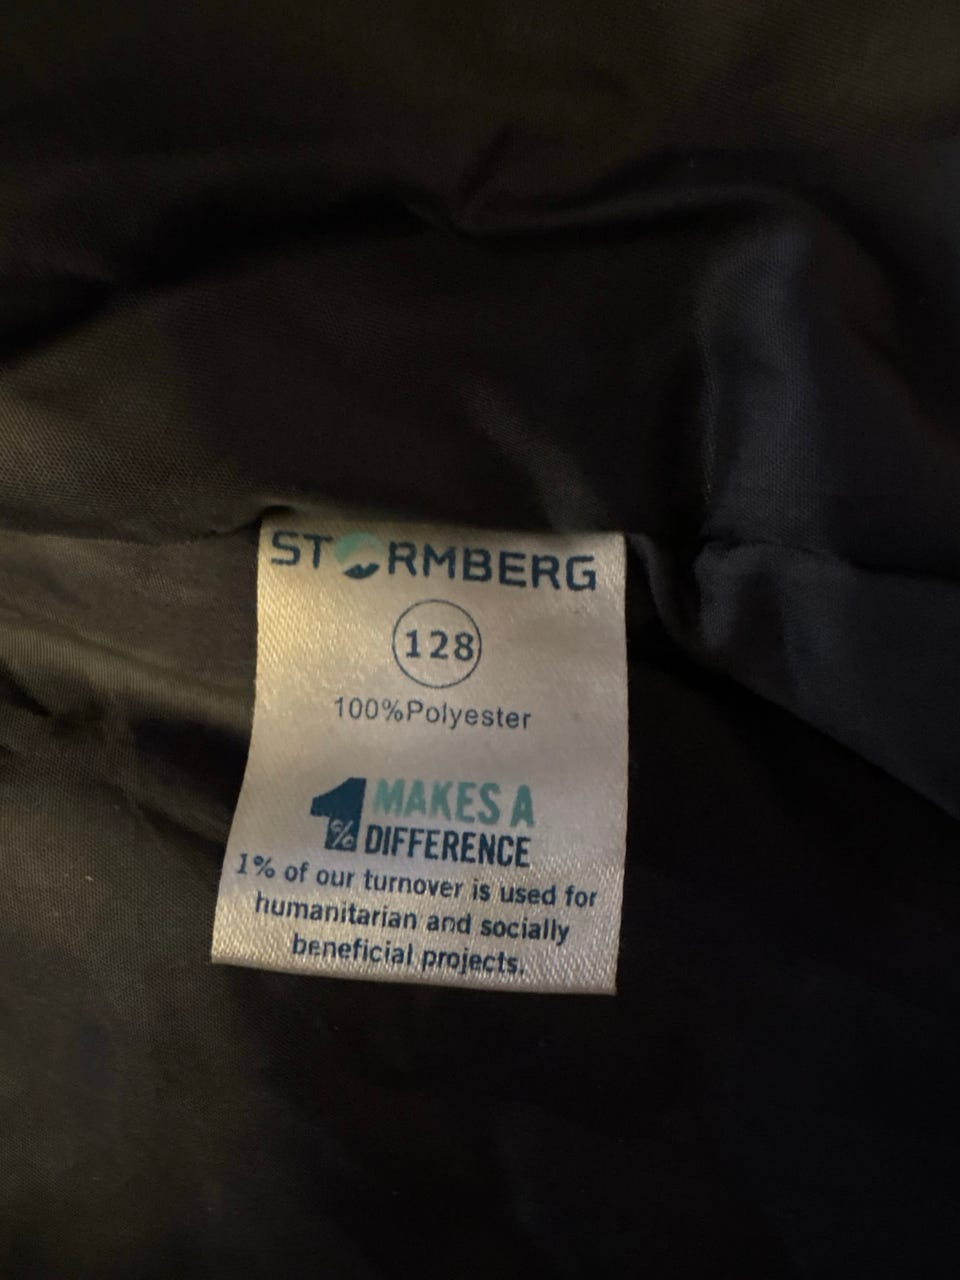 STORMBERG
128
100%Polyester
1% MAKES A
DIFFERENCE
1% of our turnover is used for
humanitarian and socially
beneficial projects.